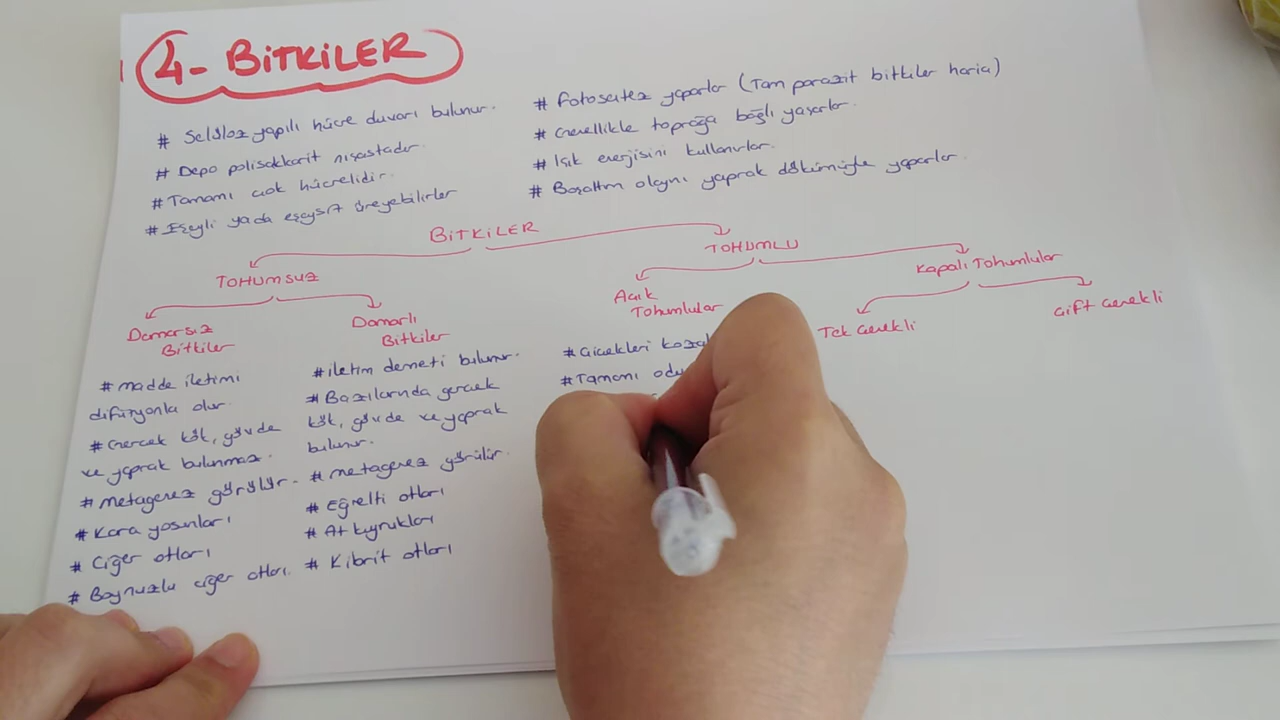 4- BİTKİLER
# Selüloz yapılı hücre duvarı bulunur.
# Depo polisakkarit nişastadır.
# Tamamı çok hücrelidir.
# Eşeyli yada eşeysiz üreyebilirler
# Fotosentez yaparlar (Tam parazit bitkiler hariç)
# Genellikle toprağa bağlı yaşarlar.
# Işık enerjisini kullanırlar.
# Boşaltım olayını yaprak dökümüyle yaparlar.
BİTKİLER
TOHUMSUZ
TOHUMLU
Damarsız
Bitkiler
Damarlı
Bitkiler
Açık
Tohumlular
Kapalı Tohumlular
Tek Çenekli
Çift Çenekli
# Madde iletimi
difüzyonla olur.
# Gerçek kök, gövde
ve yaprak bulunmaz.
# Metagenez görülür.
# Kara yosunları
# Ciğer otları
# Boynuzlu ciğer otları.
# İletim demeti bulunur.
# Bazılarında gerçek
kök, gövde ve yaprak
bulunur.
# Metagenez görülür.
# Eğrelti otları
# At kuyrukları
# Kibrit otları
# Çiçekleri
# Tamamı